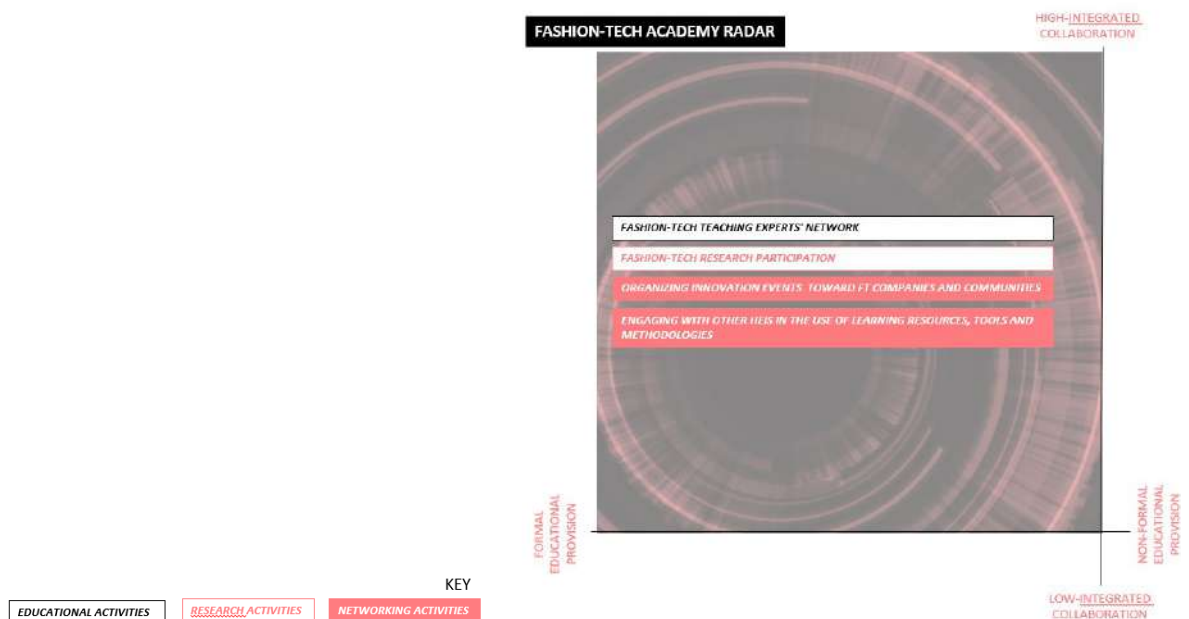 FASHION-TECH ACADEMY RADAR
HIGH-INTEGRATED
COLLABORATION
FASHION-TECH TEACHING EXPERTS' NETWORK
FASHION-TECH RESEARCH PARTICIPATION
ORGANIZING INNOVATION EVENTS TOWARD FT COMPANIES AND COMMUNITIES
ENGAGING WITH OTHER HEIS IN THE USE OF LEARNING RESOURCES, TOOLS AND
METHODOLOGIES
FORMAL
EDUCATIONAL
PROVISION
NON-FORMAL
EDUCATIONAL
PROVISION
LOW-INTEGRATED
COLLABORATION
KEY
EDUCATIONAL ACTIVITIES
RESEARCH ACTIVITIES
NETWORKING ACTIVITIES